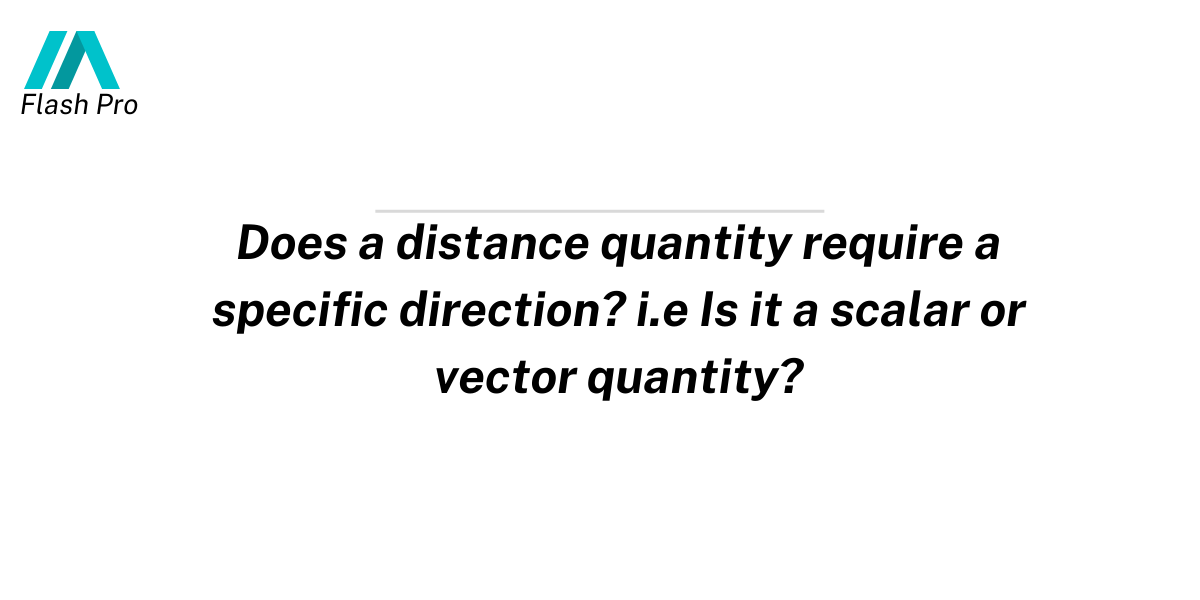 Flash Pro
Does a distance quantity require a
specific direction? i.e Is it a scalar or
vector quantity?